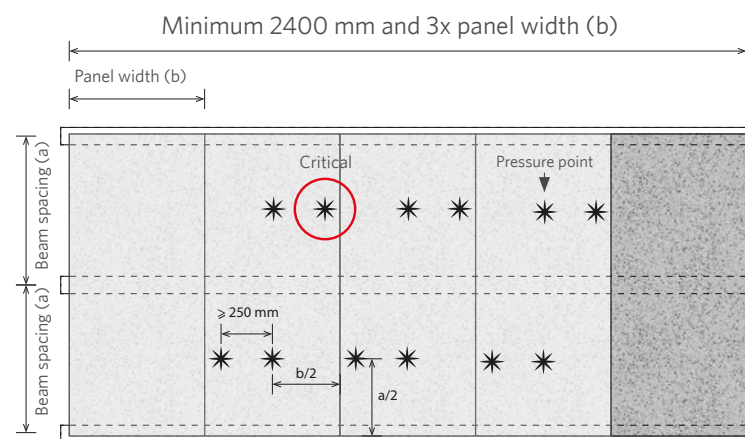 Minimum 2400 mm and 3x panel width (b)
Panel width (b)
Critical
Pressure point
Beam spacing (a)
⩾ 250 mm
Beam spacing (a)
b/2
a/2